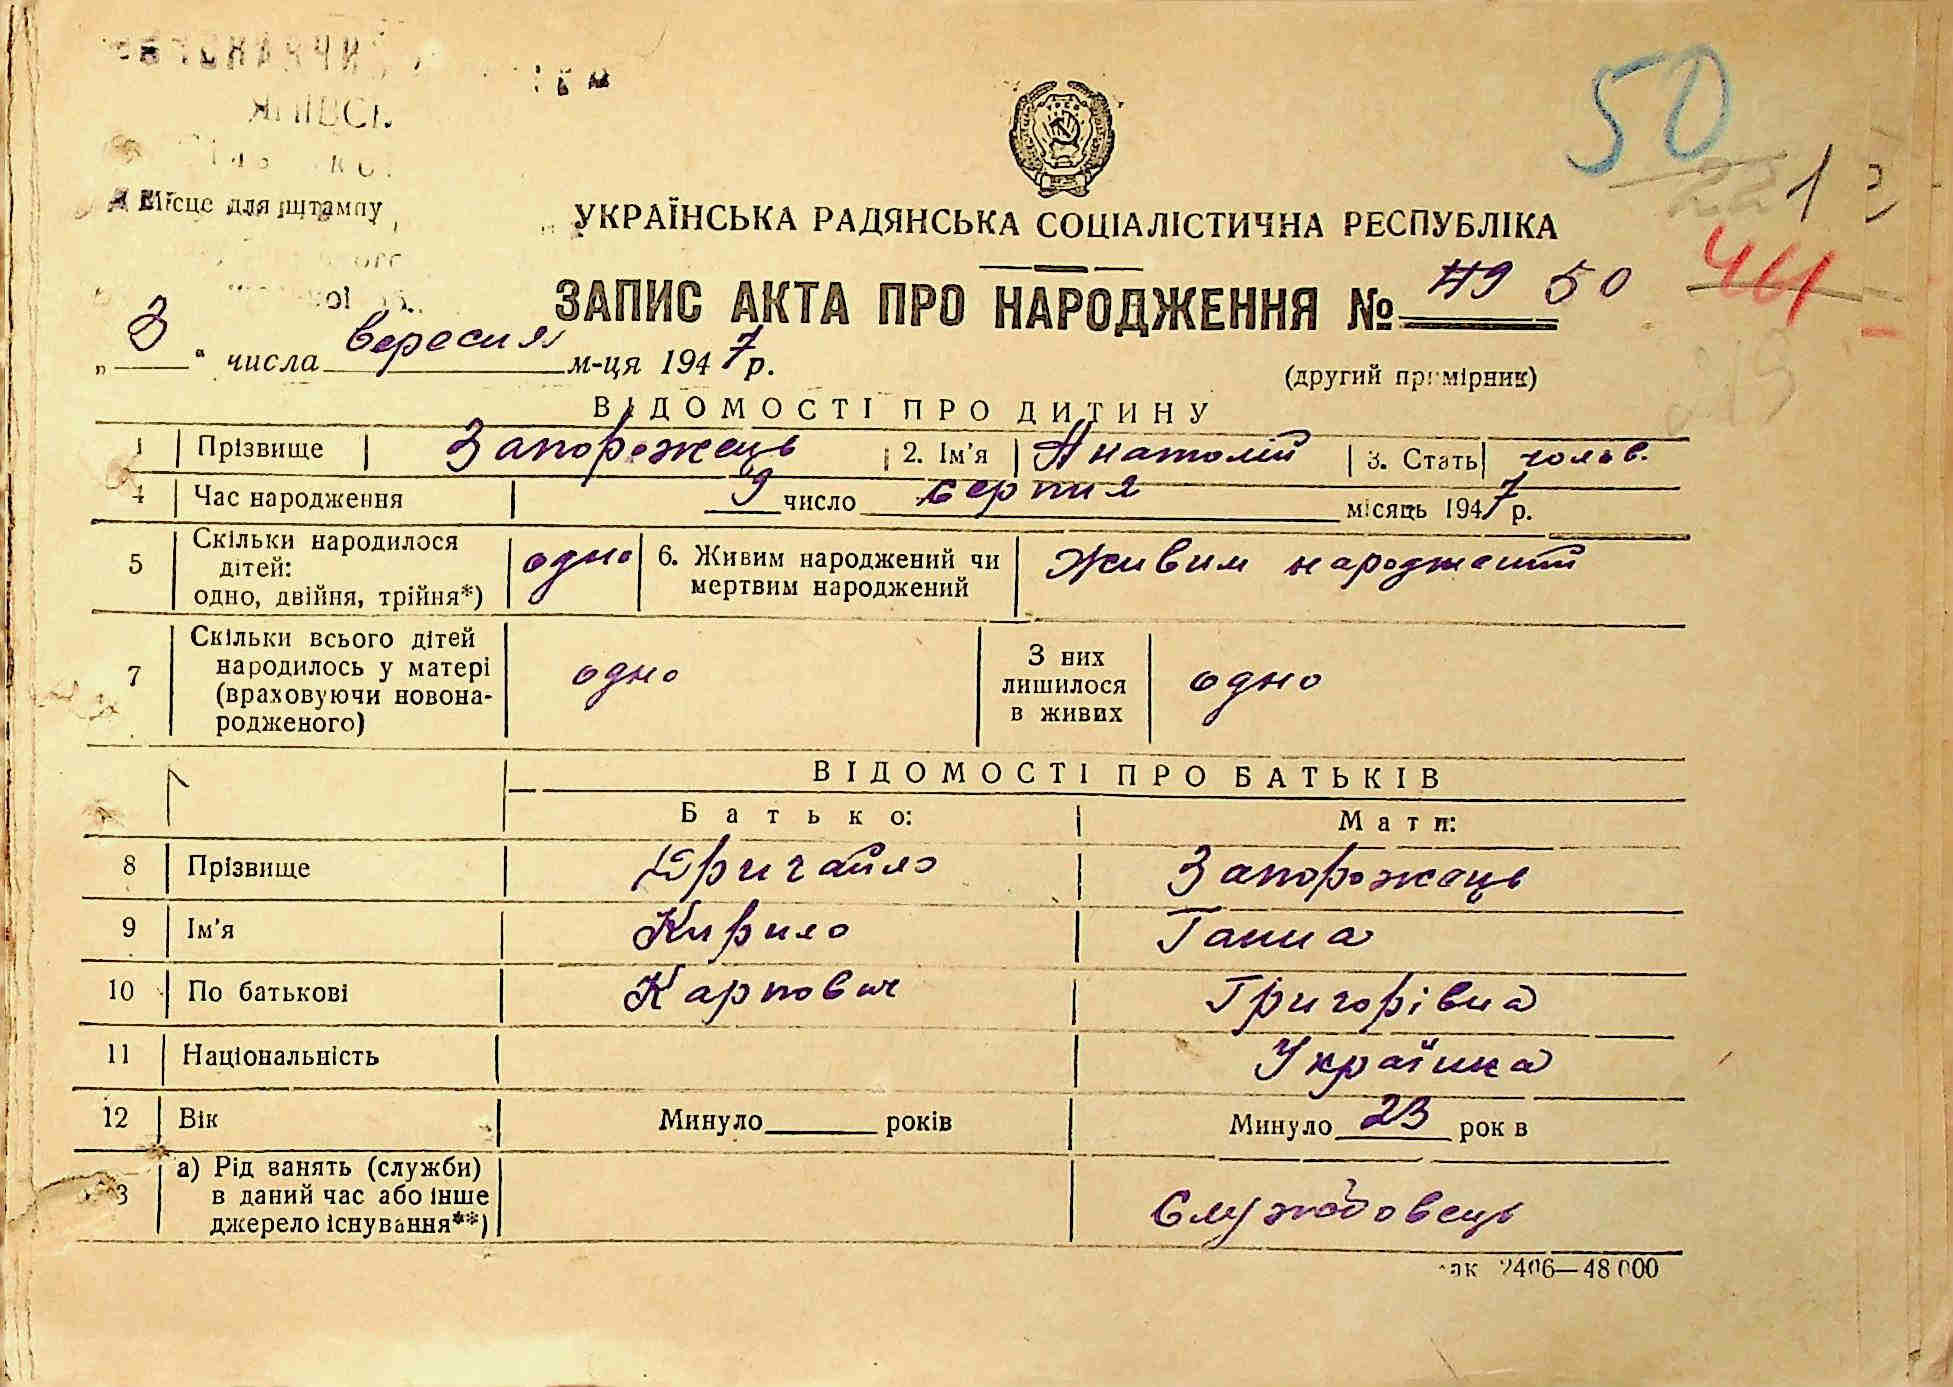 50
1
Місце для штампу
УКРАЇНСЬКА РАДЯНСЬКА СОЦІАЛІСТИЧНА РЕСПУБЛІКА
ЗАПИС АКТА ПРО НАРОДЖЕННЯ № 49 50
„ 3 “ числа вересня м-ця 1947 р.
(другий примірник)
ВІДОМОСТІ ПРО ДИТИНУ
1 Прізвище Запорожець 2. Ім'я Анатолій 3. Стать чолов.
4 Час народження 9 число серпня місяць 1947 р.
5 Скільки народилося дітей: одно, двійня, трійня*) одно 6. Живим народжений чи мертвим народжений Живим народжений
7 Скільки всього дітей народилось у матері (враховуючи новонародженого) одно З них лишилося в живих одно
ВІДОМОСТІ ПРО БАТЬКІВ
Батько: Мати:
8 Прізвище Запорожець
9 Ім'я Кирило Ганна
10 По батькові Карпович Григорівна
11 Національність Українка
12 Вік Минуло років Минуло 23 рок в
а) Рід занять (служби) в даний час або інше джерело існування**) Службовець
2406—48 000